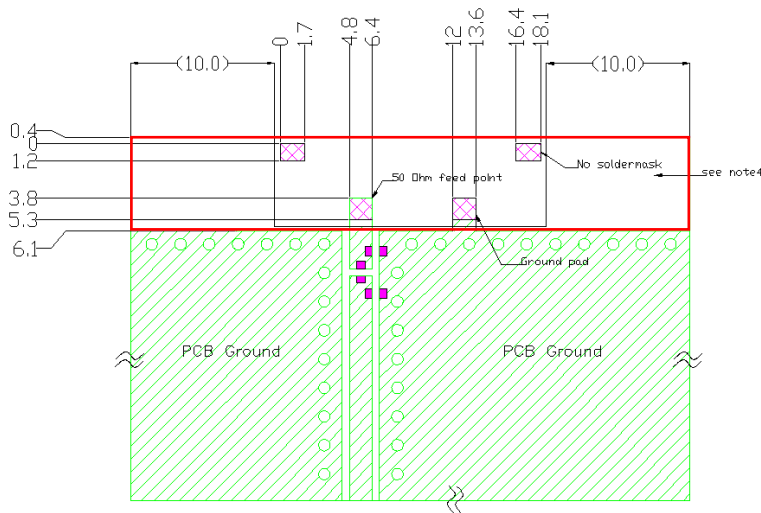 0
1.7
4.8
6.4
12
13.6
16.4
18.1
(10.0)
(10.0)
0.4
0
1.2
3.8
5.3
6.1
50 Ohm feed point
No soldermask
see note4
Ground pad
PCB Ground
PCB Ground